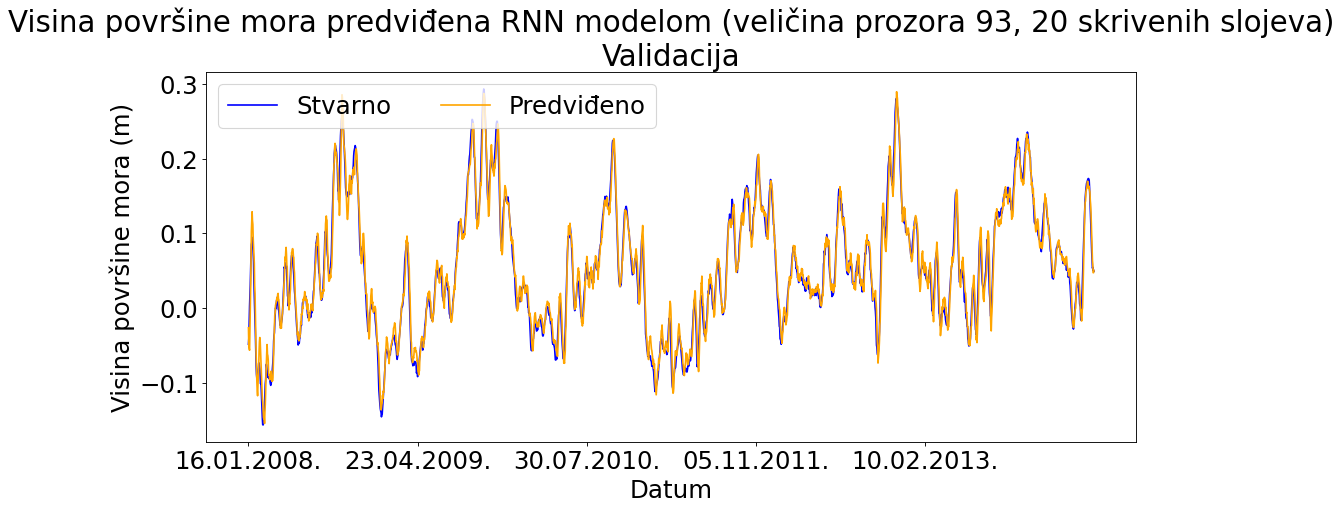 Visina površine mora predviđena RNN modelom (veličina prozora 93, 20 skrivenih slojeva)
Validacija
Stvarno Predviđeno
Visina površine mora (m)
0.3
0.2
0.1
0.0
−0.1
16.01.2008. 23.04.2009. 30.07.2010. 05.11.2011. 10.02.2013.
Datum